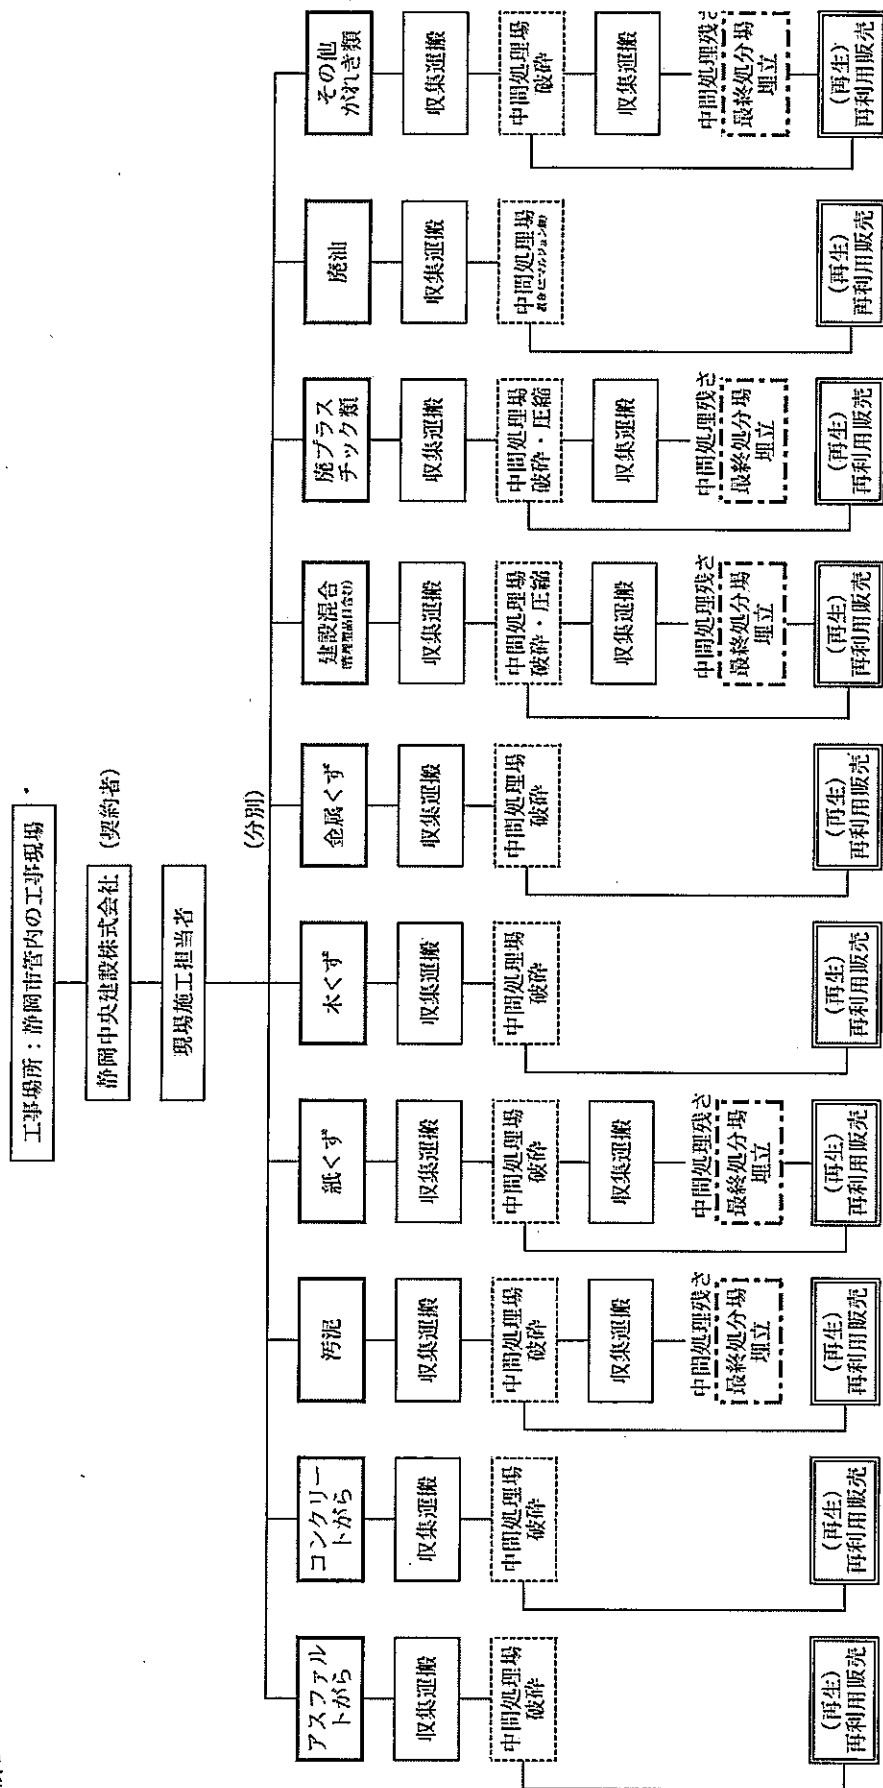 工事場所：静岡市管内の工事現場
静岡中央建設株式会社
(契約者)
現場施工担当者
(分別)
アスファル
トがら
収集運搬
中間処理場
破砕
(再生)
再利用販売
コンクリー
トがら
収集運搬
中間処理場
破砕
(再生)
再利用販売
汚泥
収集運搬
中間処理場
破砕
収集運搬
中間処理残さ
最終処分場
埋立
(再生)
再利用販売
紙くず
収集運搬
中間処理場
破砕
収集運搬
中間処理残さ
最終処分場
埋立
(再生)
再利用販売
木くず
収集運搬
中間処理場
破砕
(再生)
再利用販売
金属くず
収集運搬
中間処理場
破砕
(再生)
再利用販売
建設混合
(管理型品目含む)
収集運搬
中間処理場
破砕・圧縮
収集運搬
中間処理残さ
最終処分場
埋立
(再生)
再利用販売
廃プラス
チック類
収集運搬
中間処理場
破砕・圧縮
収集運搬
中間処理残さ
最終処分場
埋立
(再生)
再利用販売
廃油
収集運搬
中間処理場
(再生)
再利用販売
その他
がれき類
収集運搬
中間処理場
破砕
収集運搬
中間処理残さ
最終処分場
埋立
(再生)
再利用販売